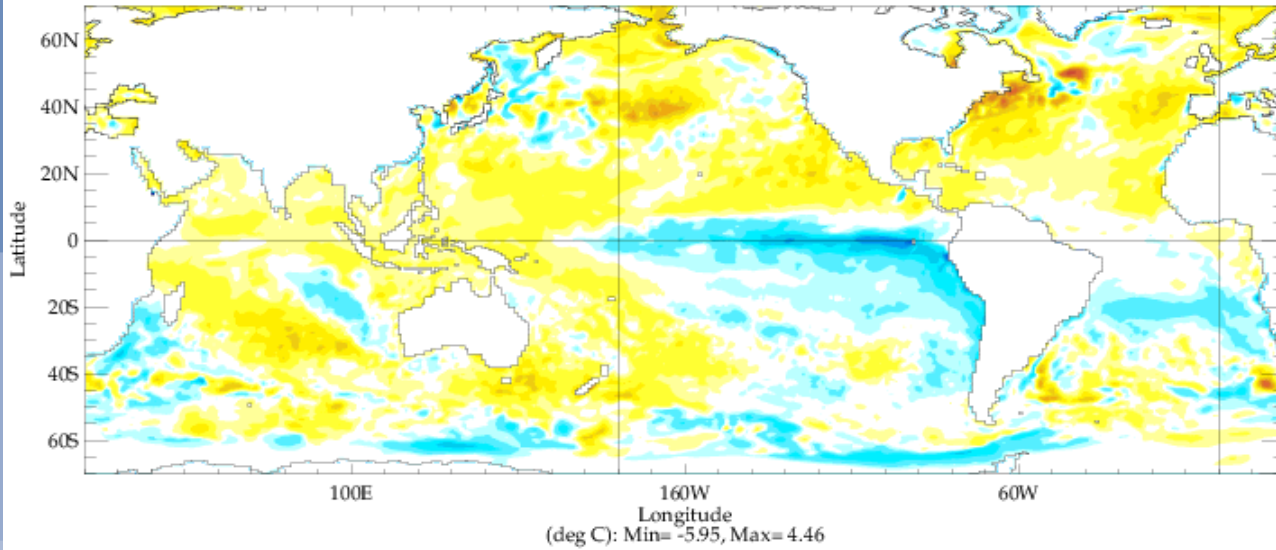 60N
40N
20N
0
20S
40S
60S
Latitude
100E 160W 60W
Longitude
(deg C): Min= -5.95, Max= 4.46